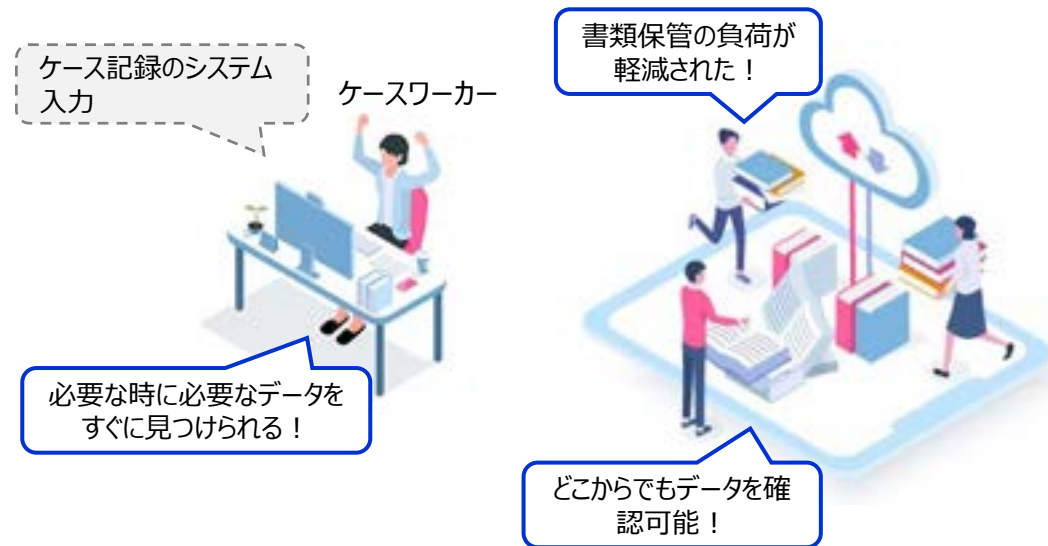 ケース記録のシステム
入力
ケースワーカー
必要な時に必要なデータを
すぐに見つけられる！
書類保管の負荷が
軽減された！
どこからでもデータを確
認可能！